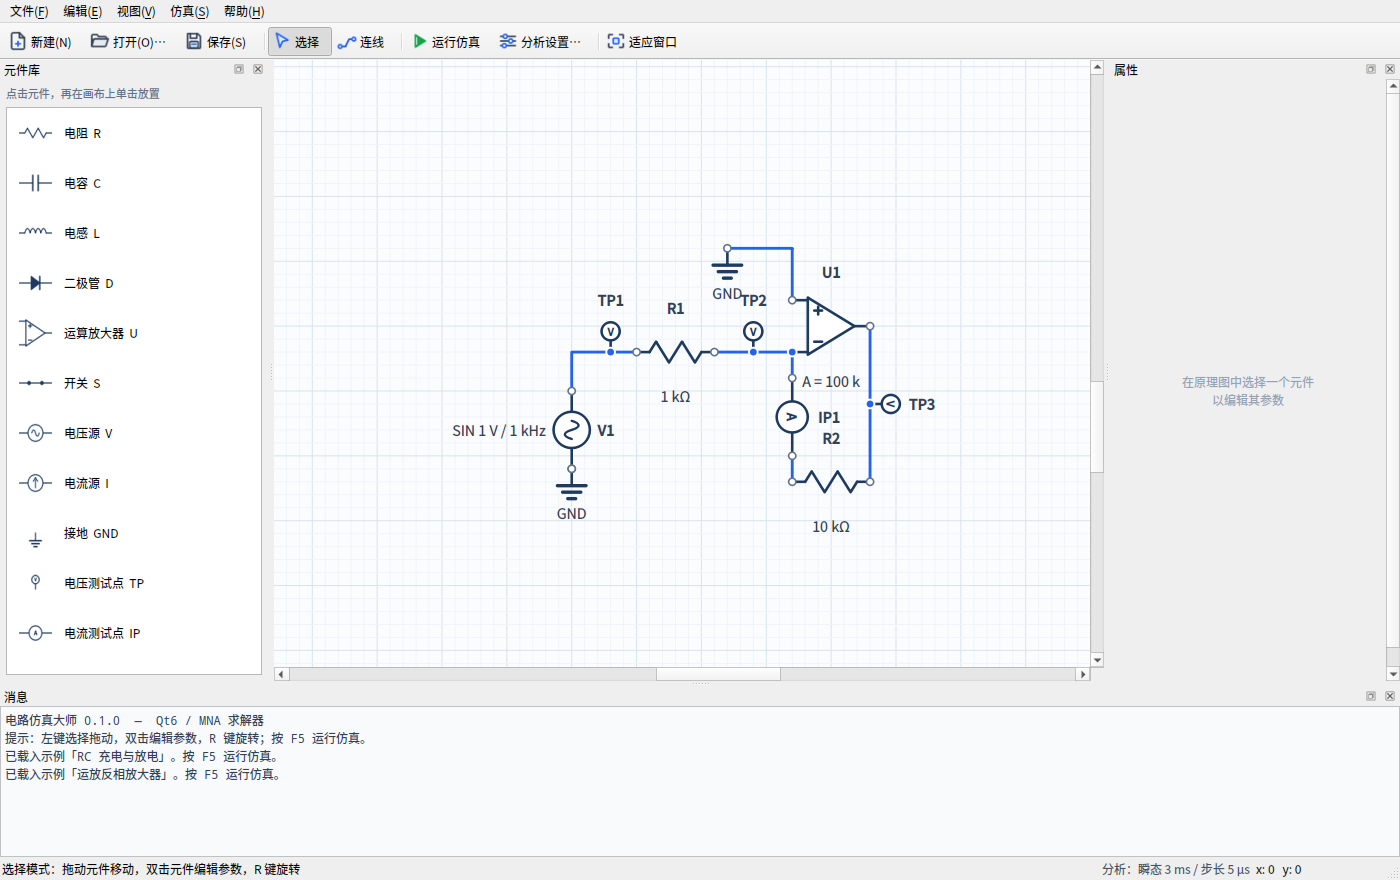 文件(F) 编辑(E) 视图(V) 仿真(S) 帮助(H)
新建(N) 打开(O)··· 保存(S) 选择 连线 运行仿真 分析设置··· 适应窗口
元件库
点击元件，再在画布上单击放置
电阻 R
电容 C
电感 L
二极管 D
运算放大器 U
开关 S
电压源 V
电流源 I
接地 GND
电压测试点 TP
电流测试点 IP
U1
GND
TP1
R1
TP2
V
V
A = 100 k
1 kΩ
V
TP3
A
IP1
R2
SIN 1 V / 1 kHz
V1
GND
10 kΩ
属性
在原理图中选择一个元件
以编辑其参数
消息
电路仿真大师 0.1.0 — Qt6 / MNA 求解器
提示：左键选择拖动，双击编辑参数，R 键旋转；按 F5 运行仿真。
已载入示例「RC 充电与放电」。按 F5 运行仿真。
已载入示例「运放反相放大器」。按 F5 运行仿真。
选择模式：拖动元件移动，双击元件编辑参数，R 键旋转
分析：瞬态 3 ms / 步长 5 µs x: 0 y: 0